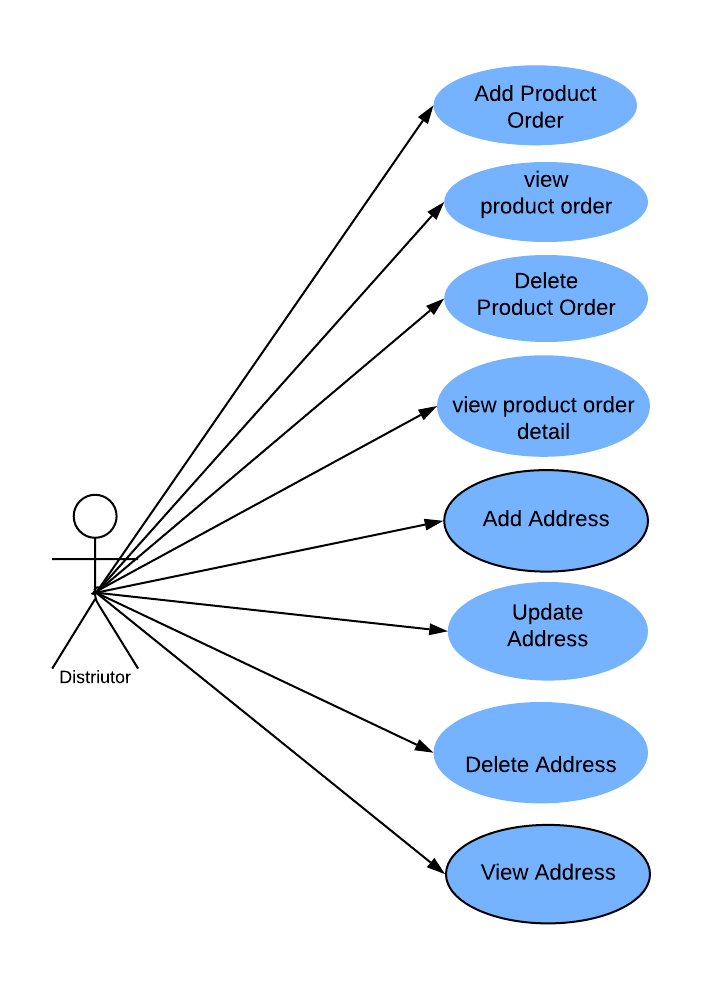 Add Product
Order
view
product order
Delete
Product Order
view product order
detail
Add Address
Update
Address
Distriutor
Delete Address
View Address